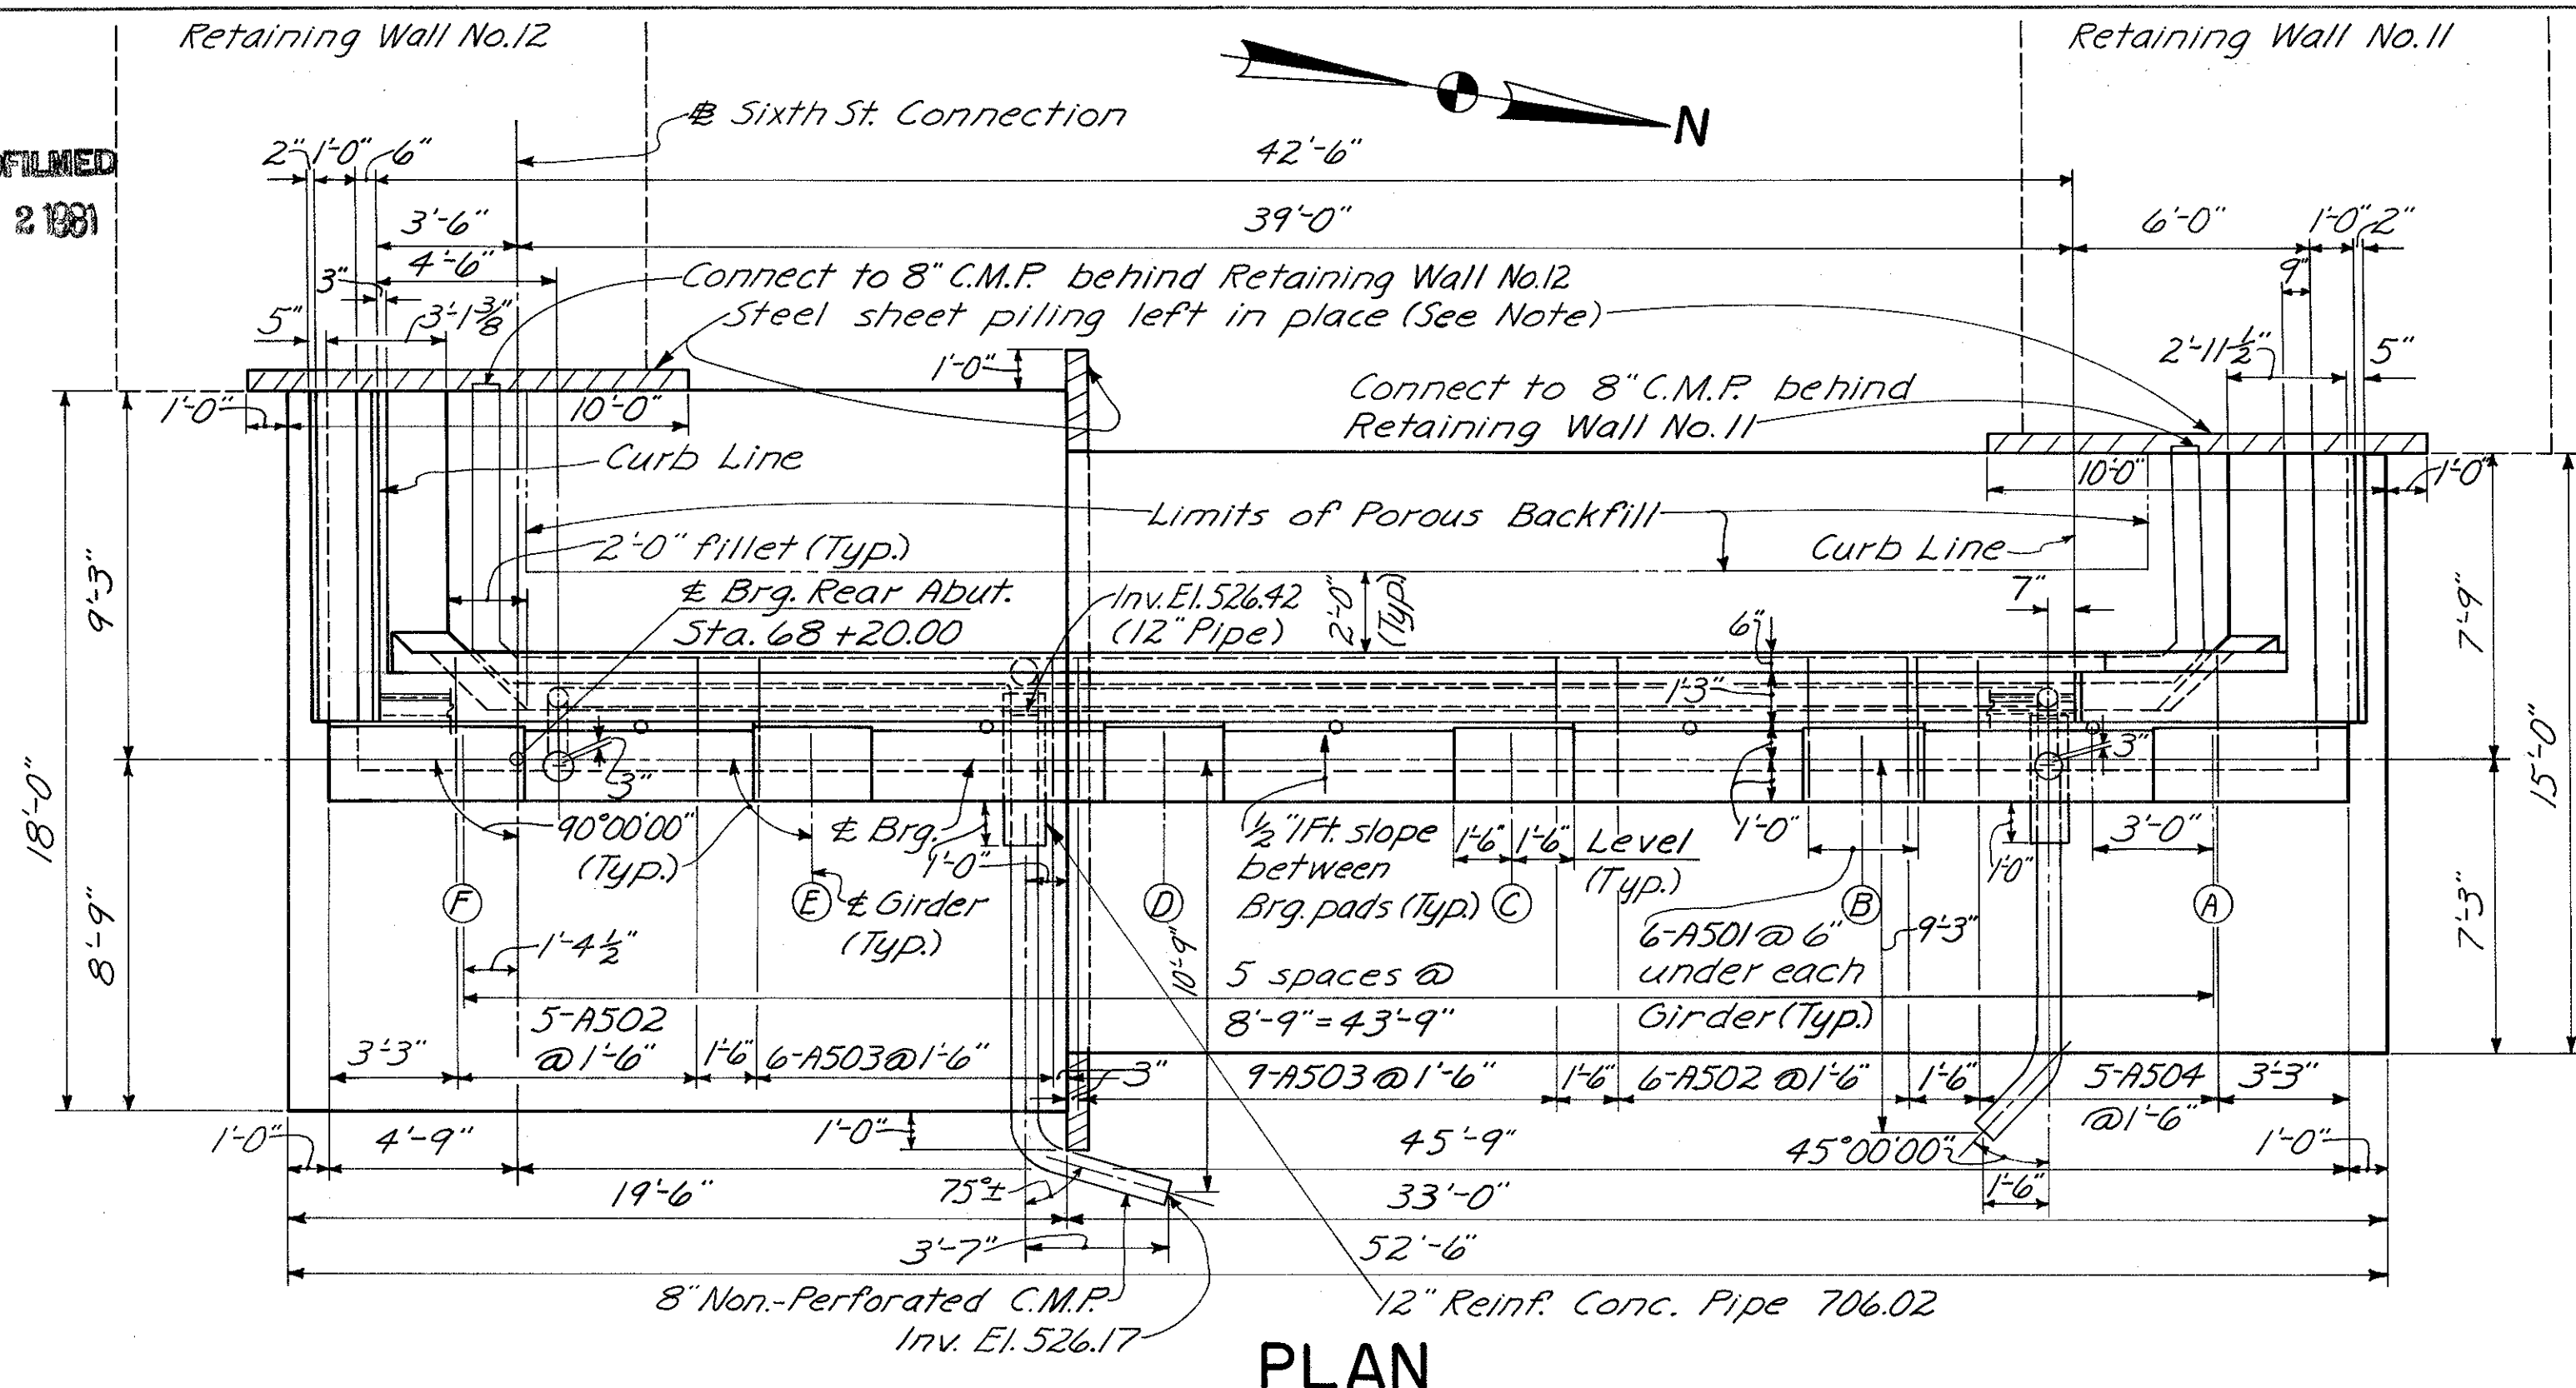 Retaining Wall No.12
Retaining Wall No.11
℄ Sixth St. Connection
N
OFILMED
2 1981
2" 1'-0" 6"
42'-6"
3'-6"
39'-0"
6'-0"
1'-0" 2"
4'-6"
3"
9"
Connect to 8" C.M.P. behind Retaining Wall No.12
Steel sheet piling left in place (See Note)
5"
3'-1 3/8"
2'-11 1/2"
5"
1'-0"
Connect to 8" C.M.P. behind
Retaining Wall No.11
1'-0"
10'-0"
10'-0"
1'-0"
Curb Line
Limits of Porous Backfill
2'-0" fillet (Typ.)
Curb Line
℄ Brg. Rear Abut.
Sta. 68+20.00
Inv. El. 526.42
(12" Pipe)
2'-0"
(Typ.)
7"
6"
9'-3"
7'-9"
1'-3"
18'-0"
15'-0"
3"
3"
90°00'00"
(Typ.)
℄ Brg.
1'-0"
1'-0"
1/2"/Ft. slope
between
Brg. pads (Typ.)
1'-6" 1'-6"
Level
(Typ.)
1'-0"
1'-0"
3'-0"
F
E
℄ Girder
(Typ.)
D
C
B
A
8'-9"
7'-3"
1'-4 1/2"
10'-9"
6-A501 @ 6"
under each
Girder (Typ.)
9'-3"
5 spaces @
8'-9" = 43'-9"
3'-3"
5-A502
@ 1'-6"
1'-6"
6-A503 @ 1'-6"
3"
9-A503 @ 1'-6"
1'-6"
6-A502 @ 1'-6"
1'-6"
5-A504
@ 1'-6"
3'-3"
1'-0"
4'-9"
1'-0"
45'-9"
45°00'00"
1'-0"
19'-6"
75°±
33'-0"
1'-6"
3'-7"
52'-6"
8" Non.-Perforated C.M.P.
Inv. El. 526.17
12" Reinf. Conc. Pipe 706.02
PLAN